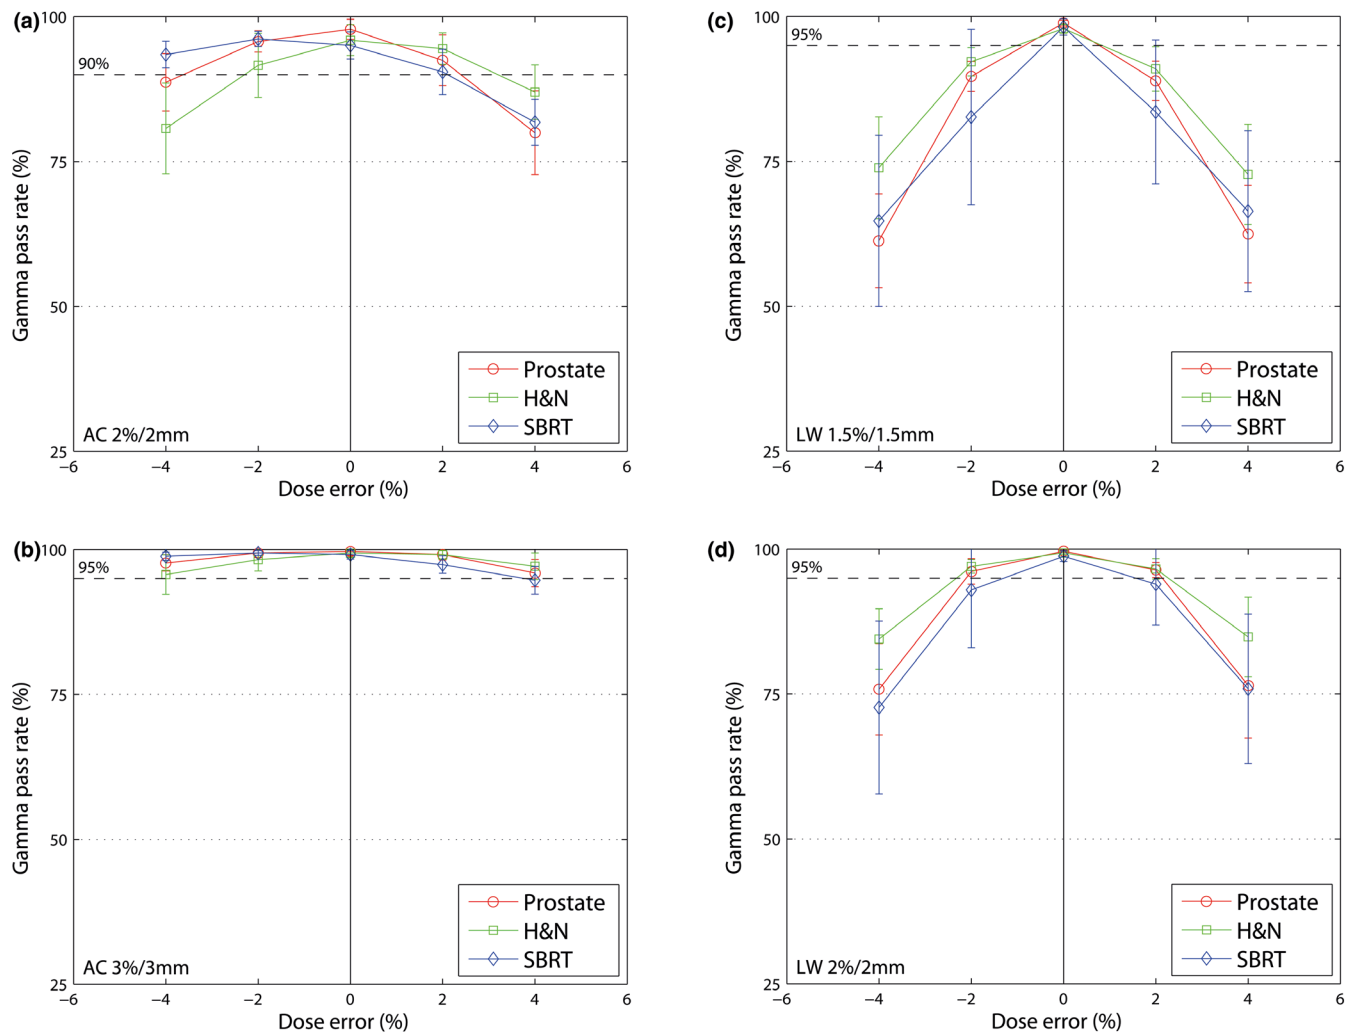 (a)
100
90%
75
50
25
Gamma pass rate (%)
Prostate
H&N
SBRT
AC 2%/2mm
−6 −4 −2 0 2 4 6
Dose error (%)
(c)
100
95%
75
50
25
Gamma pass rate (%)
Prostate
H&N
SBRT
LW 1.5%/1.5mm
−6 −4 −2 0 2 4 6
Dose error (%)
(b)
100
95%
75
50
25
Gamma pass rate (%)
Prostate
H&N
SBRT
AC 3%/3mm
−6 −4 −2 0 2 4 6
Dose error (%)
(d)
100
95%
75
50
25
Gamma pass rate (%)
Prostate
H&N
SBRT
LW 2%/2mm
−6 −4 −2 0 2 4 6
Dose error (%)